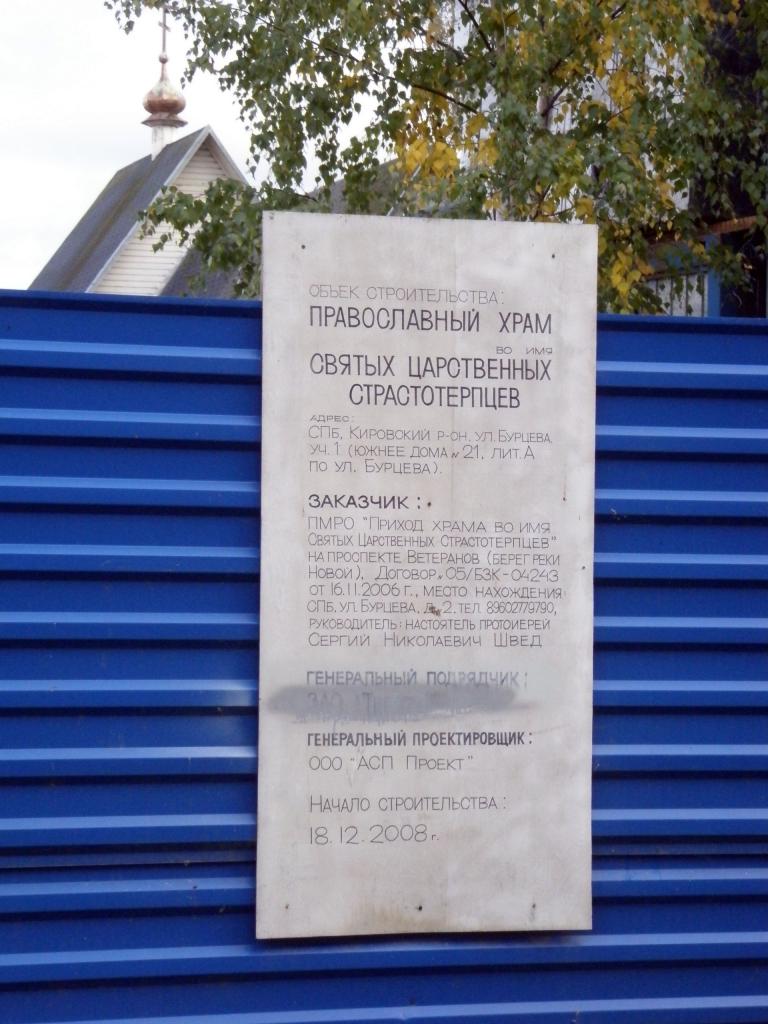 ОБЪЕК СТРОИТЕЛЬСТВА:
ПРАВОСЛАВНЫЙ ХРАМ
ВО ИМЯ
СВЯТЫХ ЦАРСТВЕННЫХ
СТРАСТОТЕРПЦЕВ
АДРЕС:
СПб, КИРОВСКИЙ Р-ОН, УЛ.БУРЦЕВА,
УЧ. 1 (ЮЖНЕЕ ДОМА №21, ЛИТ.А
ПО УЛ. БУРЦЕВА).
ЗАКАЗЧИК:
ПМРО "ПРИХОД ХРАМА ВО ИМЯ
СВЯТЫХ ЦАРСТВЕННЫХ СТРАСТОТЕРПЦЕВ"
НА ПРОСПЕКТЕ ВЕТЕРАНОВ (БЕРЕГ РЕКИ
НОВОЙ), ДОГОВОР№05/БЗК-04243
ОТ 16.11.2006 Г., МЕСТО НАХОЖДЕНИЯ
СПБ, УЛ. БУРЦЕВА, Д. 2, ТЕЛ. 89602779790,
РУКОВОДИТЕЛЬ: НАСТОЯТЕЛЬ ПРОТОИЕРЕЙ
СЕРГИЙ НИКОЛАЕВИЧ ШВЕД
ГЕНЕРАЛЬНЫЙ ПОДРЯДЧИК:
ЗАО
ГЕНЕРАЛЬНЫЙ ПРОЕКТИРОВЩИК:
ООО "АСП ПРОЕКТ"
НАЧАЛО СТРОИТЕЛЬСТВА:
18.12.2008 г.